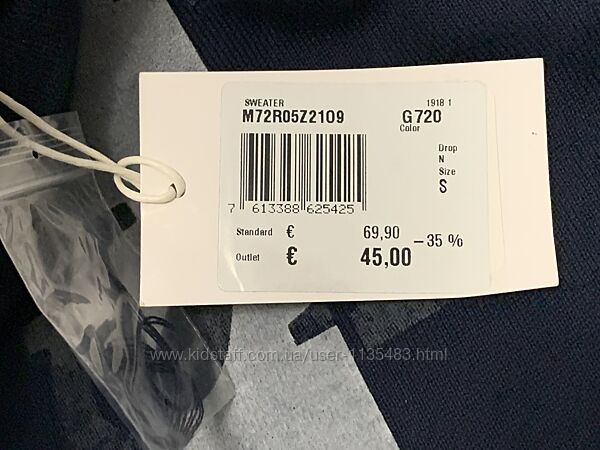 SWEATER 1918 1
M72R05Z2109 G720
Color
Drop
N
Size
S
7 613388 625425
Standard € 69,90
Outlet € 45,00 –35 %
www.kidstaff.com.ua/user-1135483.html